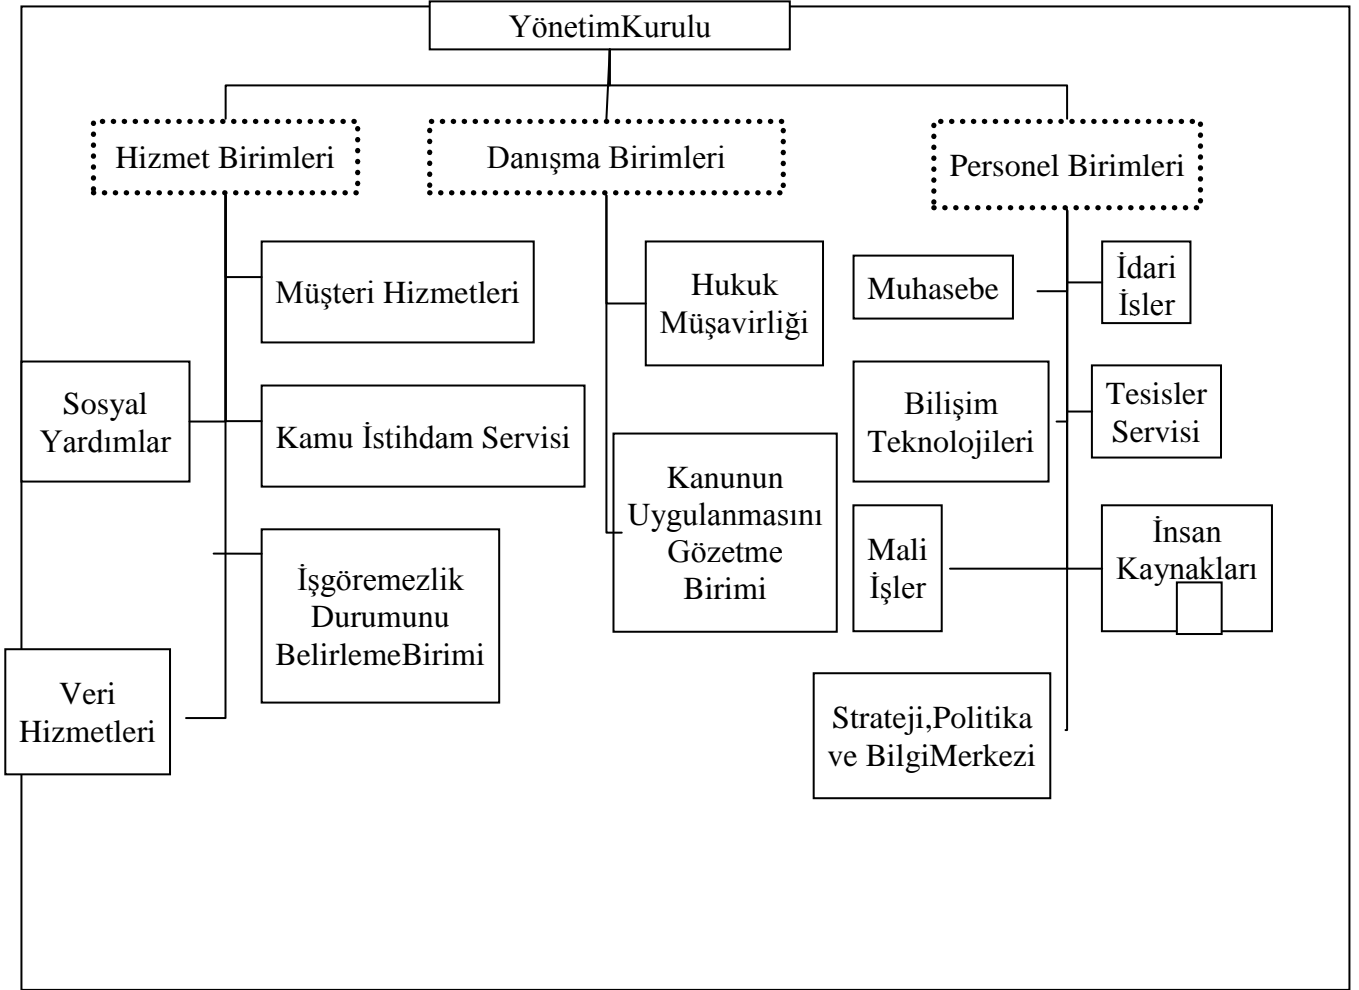 YönetimKurulu
Hizmet Birimleri
Danışma Birimleri
Personel Birimleri
Müşteri Hizmetleri
Sosyal
Yardımlar
Kamu İstihdam Servisi
İşgöremezlik
Durumunu
BelirlemeBirimi
Veri
Hizmetleri
Hukuk
Müşavirliği
Kanunun
Uygulanmasını
Gözetme
Birimi
Muhasebe
İdari
İsler
Bilişim
Teknolojileri
Tesisler
Servisi
Mali
İşler
İnsan
Kaynakları
Strateji,Politika
ve BilgiMerkezi